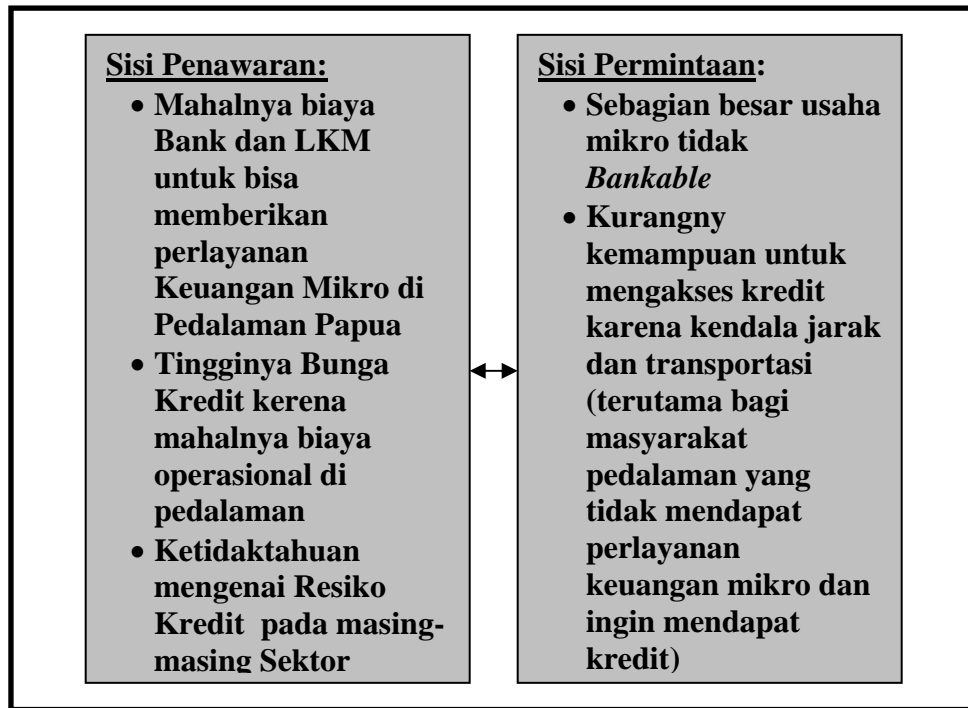 Sisi Penawaran:
• Mahalnya biaya
Bank dan LKM
untuk bisa
memberikan
perlayanan
Keuangan Mikro di
Pedalaman Papua
• Tingginya Bunga
Kredit kerena
mahalnya biaya
operasional di
pedalaman
• Ketidaktahuan
mengenai Resiko
Kredit pada masing-
masing Sektor
Sisi Permintaan:
• Sebagian besar usaha
mikro tidak
Bankable
• Kurangny
kemampuan untuk
mengakses kredit
karena kendala jarak
dan transportasi
(terutama bagi
masyarakat
pedalaman yang
tidak mendapat
perlayanan
keuangan mikro dan
ingin mendapat
kredit)